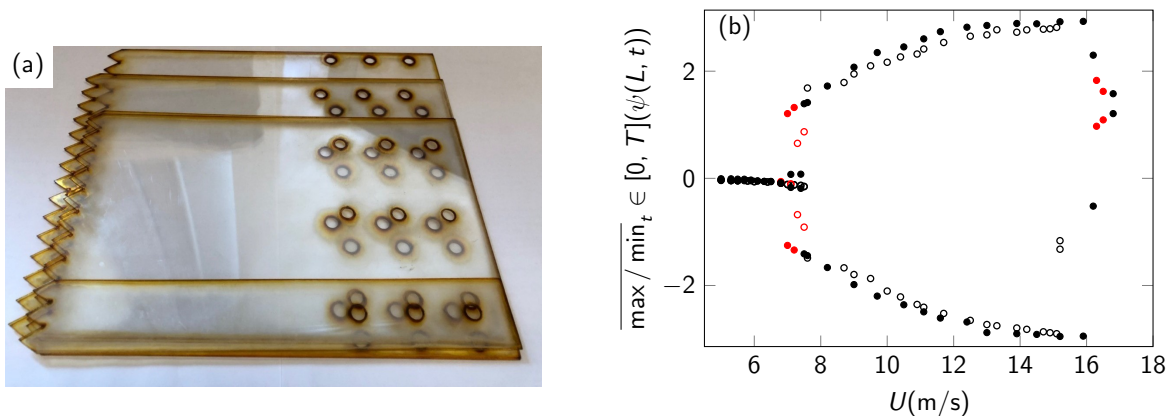 (a)
(b)
2
0
−2
6 8 10 12 14 16 18
U(m/s)
max / min_t ∈ [0, T](ψ(L, t))